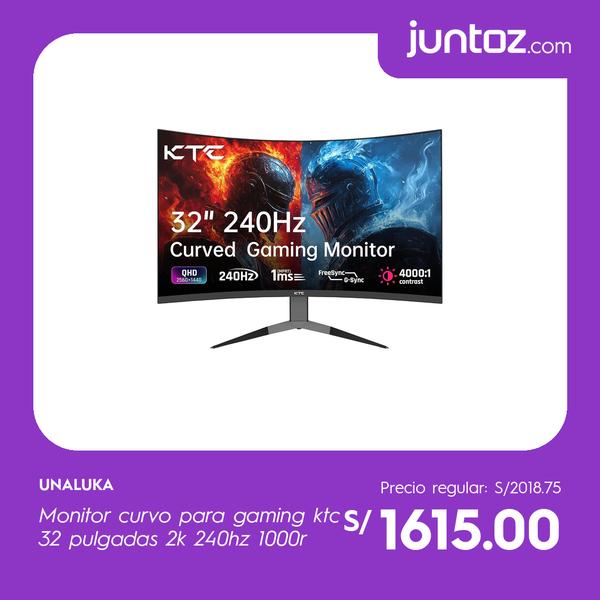 juntoz.com
KTC
32" 240Hz
Curved Gaming Monitor
QHD
2560×1440
240Hz
1ms
(MPRT)
FreeSync
G-Sync
4000:1
contrast
KTC
UNALUKA
Monitor curvo para gaming ktc
32 pulgadas 2k 240hz 1000r
Precio regular: S/2018.75
S/ 1615.00